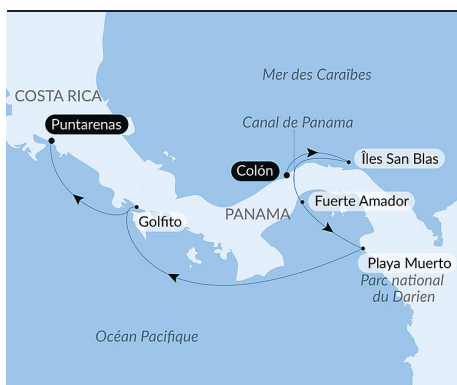 Mer des Caraïbes
COSTA RICA
Canal de Panama
Puntarenas
Îles San Blas
Colón
Fuerte Amador
PANAMA
Golfito
Playa Muerto
Parc national
du Darien
Océan Pacifique